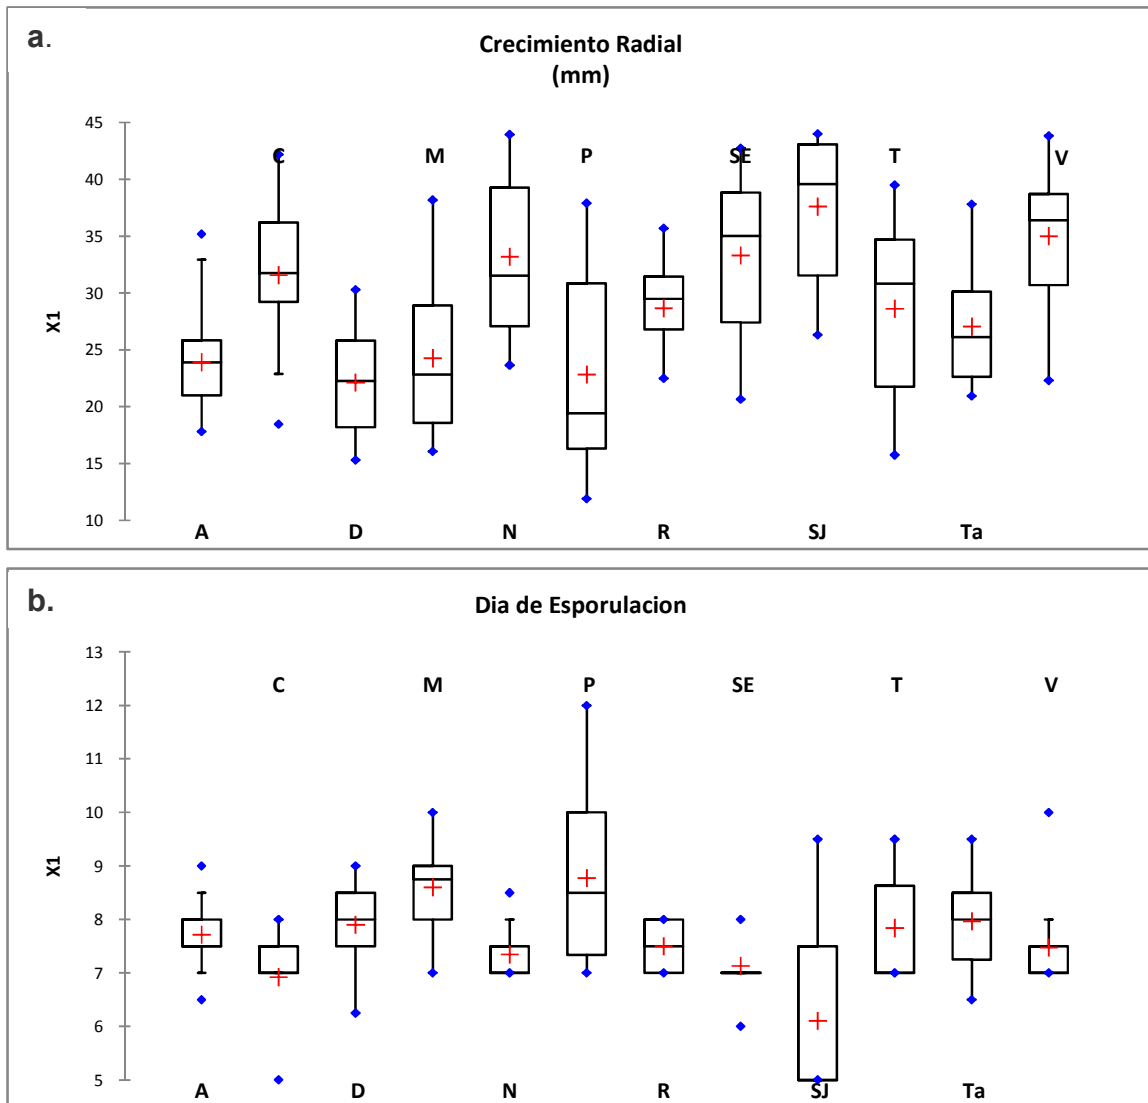 a.
Crecimiento Radial
(mm)
45
C M P SE T V
40
35
30
X1
25
20
15
10
A D N R SJ Ta
b.
Dia de Esporulacion
13
C M P SE T V
12
11
10
9
X1
8
7
6
5
A D N R SJ Ta